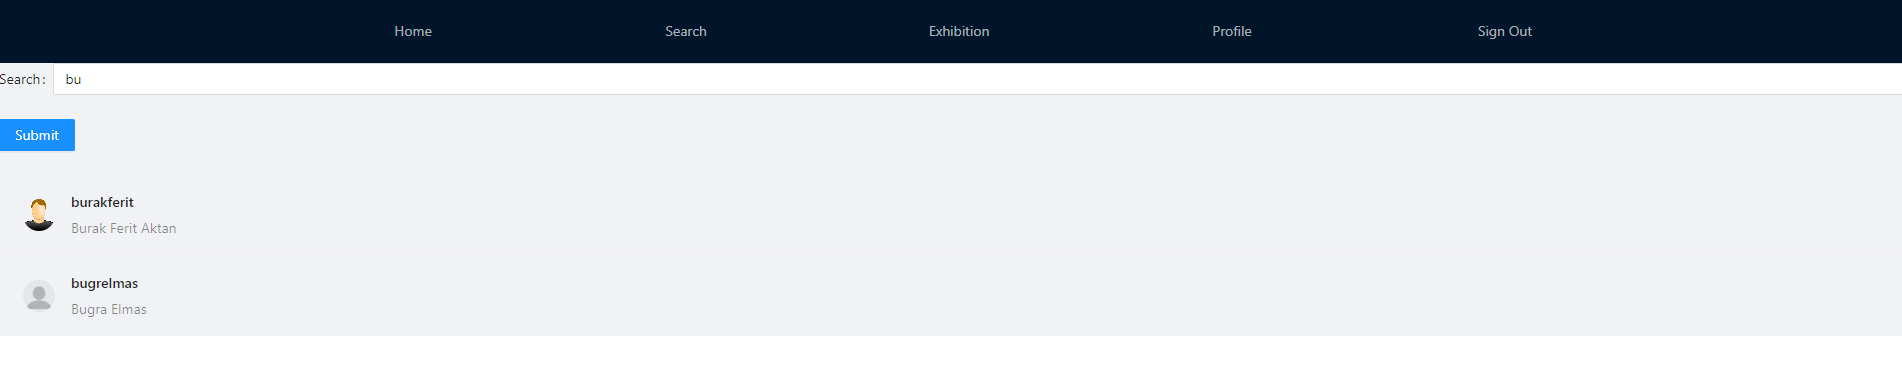 Home Search Exhibition Profile Sign Out
Search: bu
Submit
burakferit
Burak Ferit Aktan
bugrelmas
Bugra Elmas